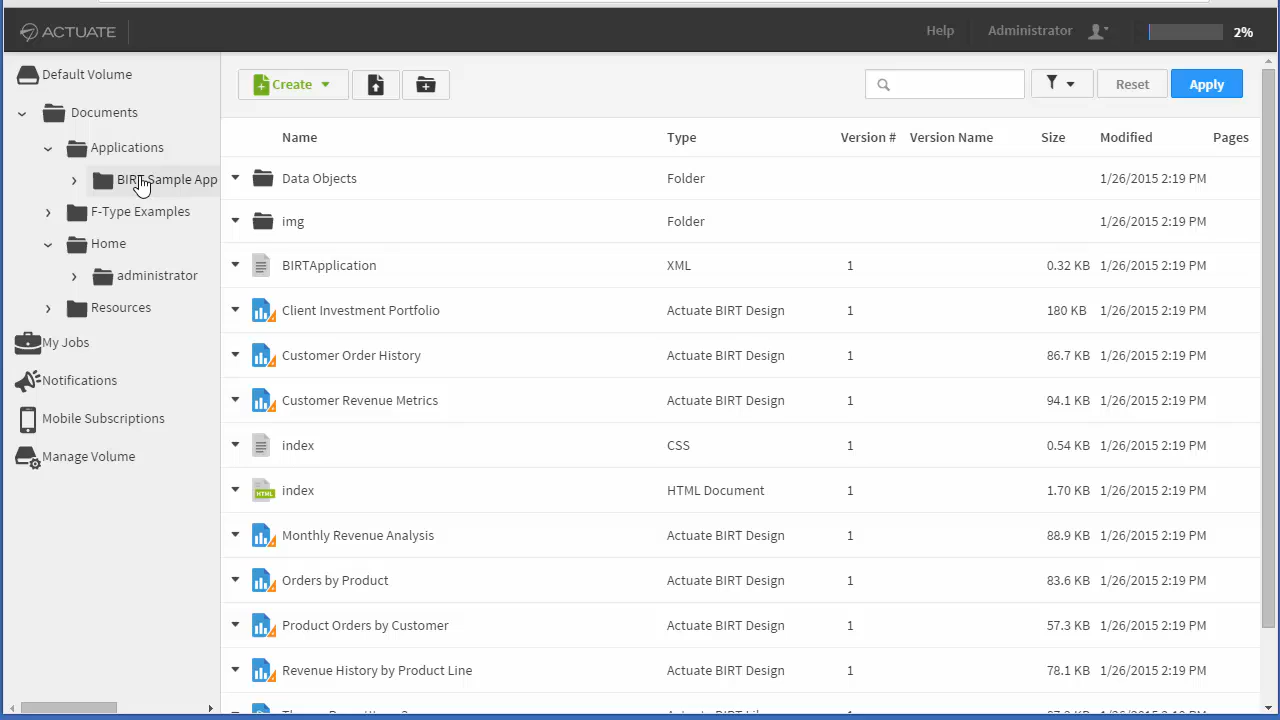 ACTUATE
Help
Administrator
2%
Default Volume
Documents
Applications
BIRT Sample App
F-Type Examples
Home
administrator
Resources
My Jobs
Notifications
Mobile Subscriptions
Manage Volume
Create
Reset
Apply
Name Type Version # Version Name Size Modified Pages
Data Objects Folder 1/26/2015 2:19 PM
img Folder 1/26/2015 2:19 PM
BIRTApplication XML 1 0.32 KB 1/26/2015 2:19 PM
Client Investment Portfolio Actuate BIRT Design 1 180 KB 1/26/2015 2:19 PM
Customer Order History Actuate BIRT Design 1 86.7 KB 1/26/2015 2:19 PM
Customer Revenue Metrics Actuate BIRT Design 1 94.1 KB 1/26/2015 2:19 PM
index CSS 1 0.54 KB 1/26/2015 2:19 PM
HTML index HTML Document 1 1.70 KB 1/26/2015 2:19 PM
Monthly Revenue Analysis Actuate BIRT Design 1 88.9 KB 1/26/2015 2:19 PM
Orders by Product Actuate BIRT Design 1 83.6 KB 1/26/2015 2:19 PM
Product Orders by Customer Actuate BIRT Design 1 57.3 KB 1/26/2015 2:19 PM
Revenue History by Product Line Actuate BIRT Design 1 78.1 KB 1/26/2015 2:19 PM